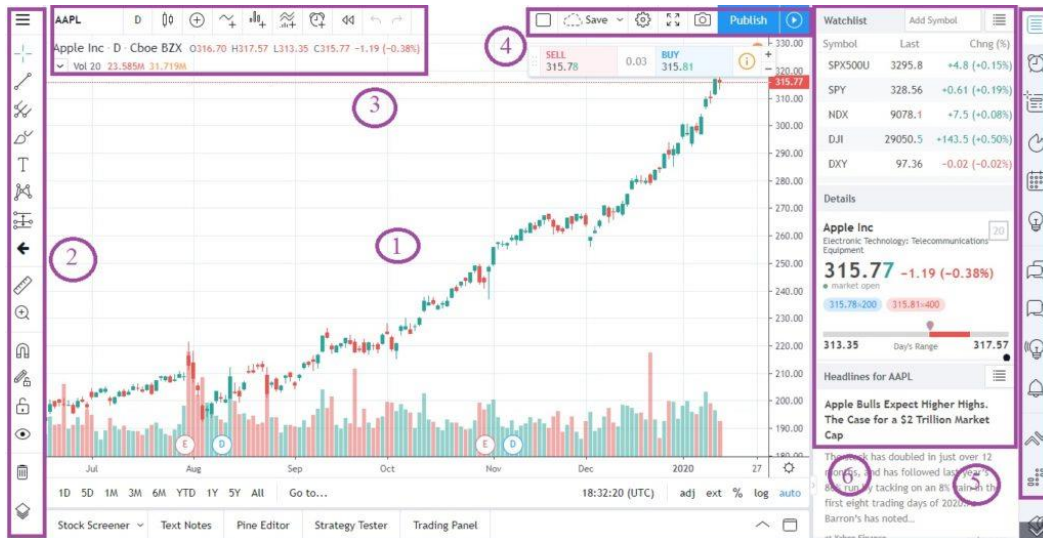 AAPL D Save Publish
Apple Inc · D · Cboe BZX O316.70 H317.57 L313.35 C315.77 −1.19 (−0.38%)
Vol 20 23.585M 31.719M
4
SELL
315.78
0.03
BUY
315.81
+
−
330.00
320.00
315.77
310.00
300.00
290.00
280.00
270.00
260.00
250.00
240.00
230.00
220.00
210.00
200.00
190.00
180.00
3
1
2
T
E D E D
Jul Aug Sep Oct Nov Dec 2020 27
1D 5D 1M 3M 6M YTD 1Y 5Y All Go to... 18:32:20 (UTC) adj ext % log auto
Stock Screener Text Notes Pine Editor Strategy Tester Trading Panel
Watchlist Add Symbol
Symbol Last Chng (%)
SPX500U 3295.8 +4.8 (+0.15%)
SPY 328.56 +0.61 (+0.19%)
NDX 9078.1 +7.5 (+0.08%)
DJI 29050.5 +143.5 (+0.50%)
DXY 97.36 −0.02 (−0.02%)
Details
Apple Inc 20
Electronic Technology: Telecommunications
Equipment
315.77 −1.19 (−0.38%)
market open
315.78×200 315.81×400
313.35 Day's Range 317.57
Headlines for AAPL
Apple Bulls Expect Higher Highs.
The Case for a $2 Trillion Market
Cap
The stock has doubled in just over 12
months, and has followed last year's
run by tacking on an 8% gain in the
first eight trading days of 2020.
Barron's has noted...
6 5